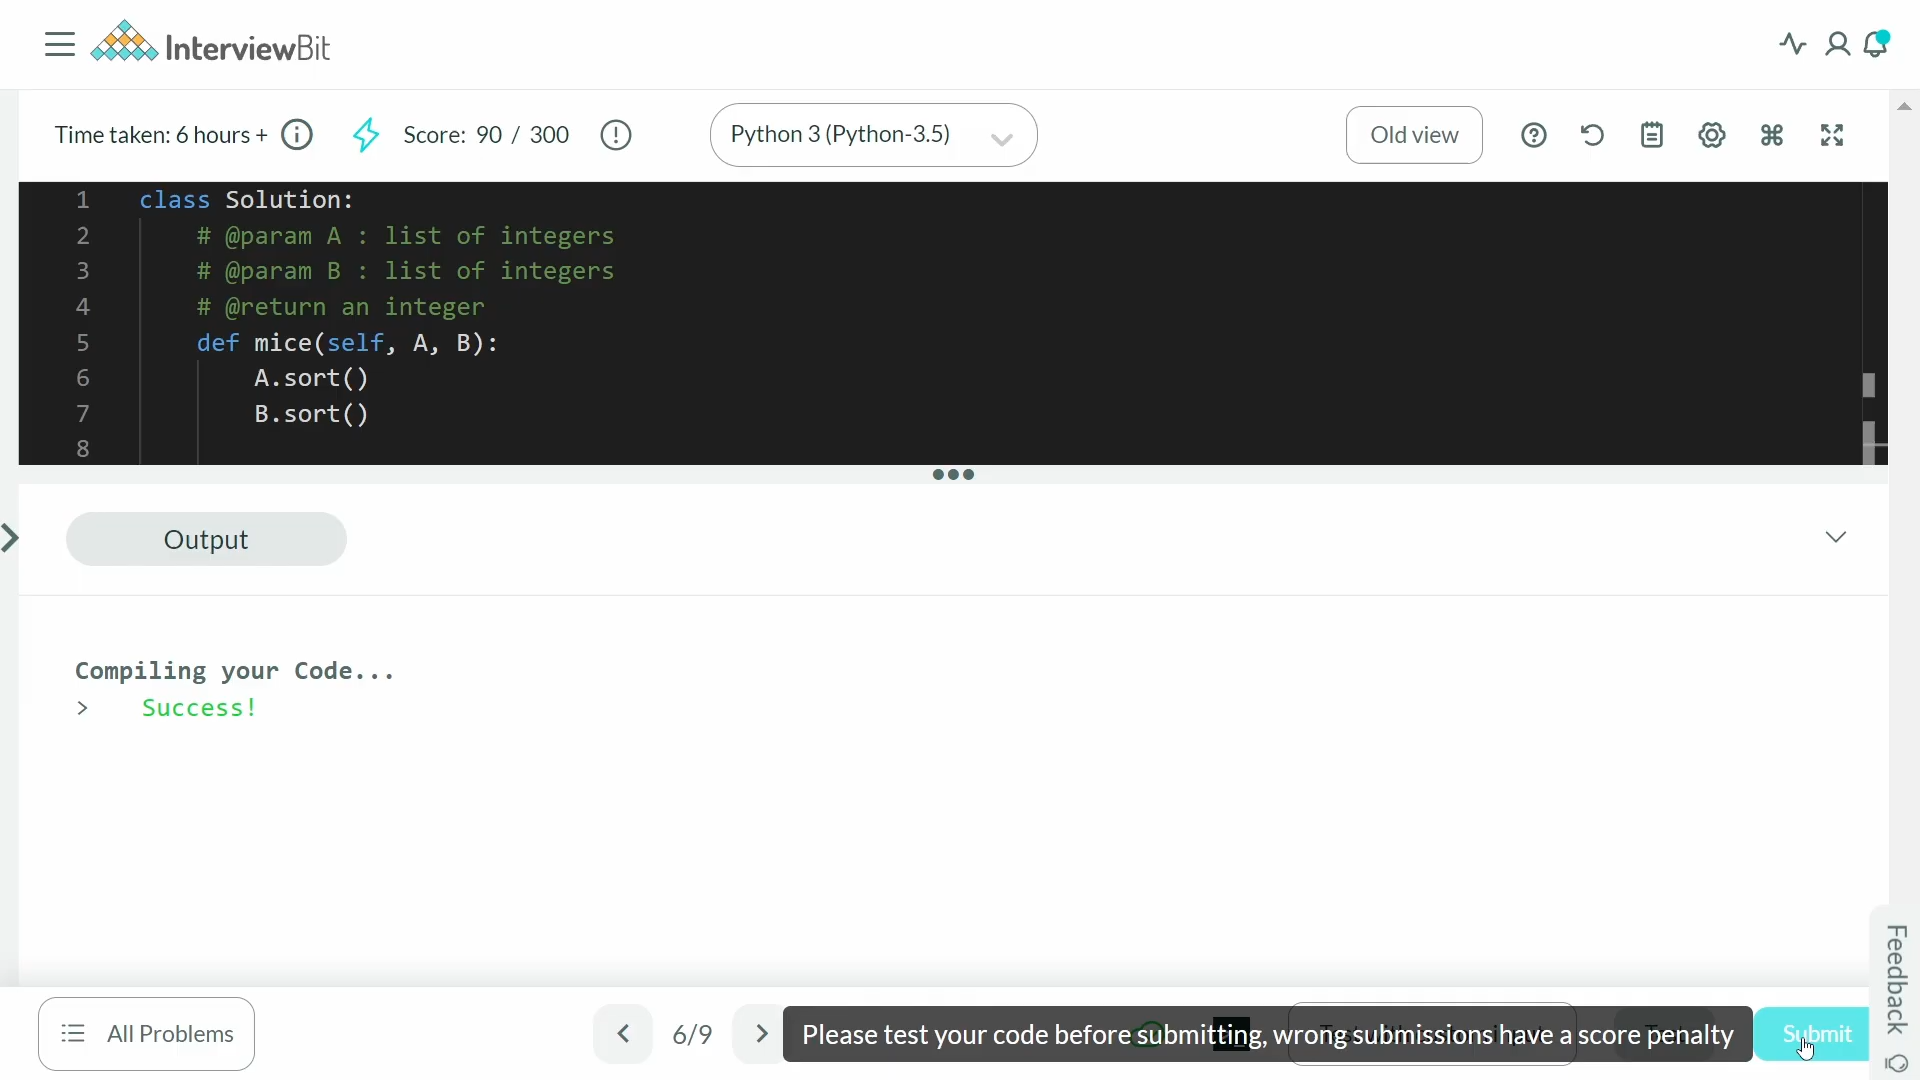 InterviewBit
Time taken: 6 hours +
Score: 90 / 300
Python 3 (Python-3.5)
Old view
1 class Solution:
2 # @param A : list of integers
3 # @param B : list of integers
4 # @return an integer
5 def mice(self, A, B):
6 A.sort()
7 B.sort()
8
Output
Compiling your Code...
> Success!
All Problems
6/9
Please test your code before submitting, wrong submissions have a score penalty
Submit
Feedback